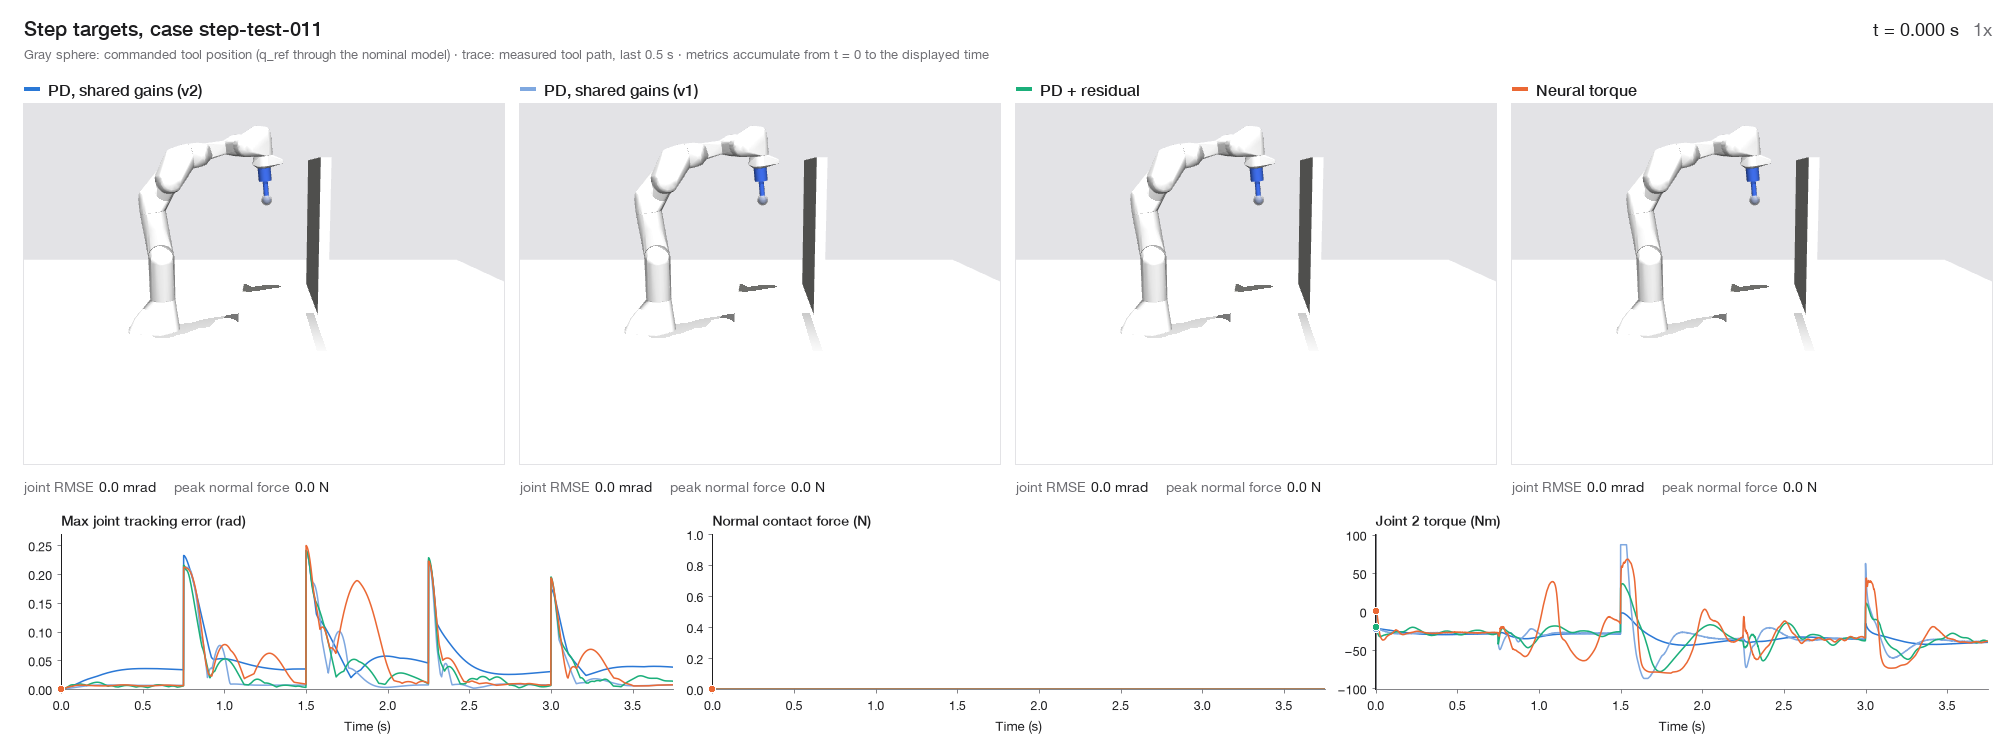 Step targets, case step-test-011
t = 0.000 s 1x
Gray sphere: commanded tool position (q_ref through the nominal model) · trace: measured tool path, last 0.5 s · metrics accumulate from t = 0 to the displayed time
PD, shared gains (v2)
PD, shared gains (v1)
PD + residual
Neural torque
joint RMSE 0.0 mrad peak normal force 0.0 N
joint RMSE 0.0 mrad peak normal force 0.0 N
joint RMSE 0.0 mrad peak normal force 0.0 N
joint RMSE 0.0 mrad peak normal force 0.0 N
Max joint tracking error (rad)
0.25
0.20
0.15
0.10
0.05
0.00
0.0 0.5 1.0 1.5 2.0 2.5 3.0 3.5
Time (s)
Normal contact force (N)
1.0
0.8
0.6
0.4
0.2
0.0
0.0 0.5 1.0 1.5 2.0 2.5 3.0 3.5
Time (s)
Joint 2 torque (Nm)
100
50
0
−50
−100
0.0 0.5 1.0 1.5 2.0 2.5 3.0 3.5
Time (s)